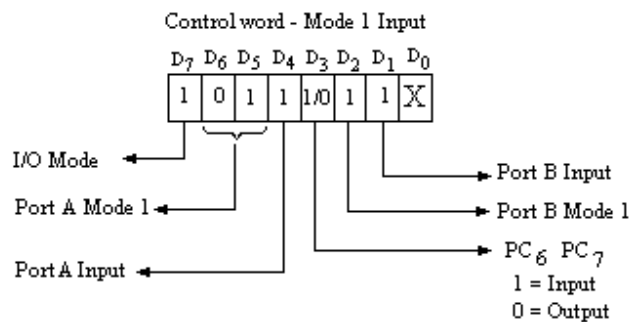 Control word - Mode 1 Input
D7 D6 D5 D4 D3 D2 D1 D0
1 0 1 1 1/0 1 1 X
I/O Mode
Port A Mode 1
Port A Input
Port B Input
Port B Mode 1
PC6 PC7
1 = Input
0 = Output